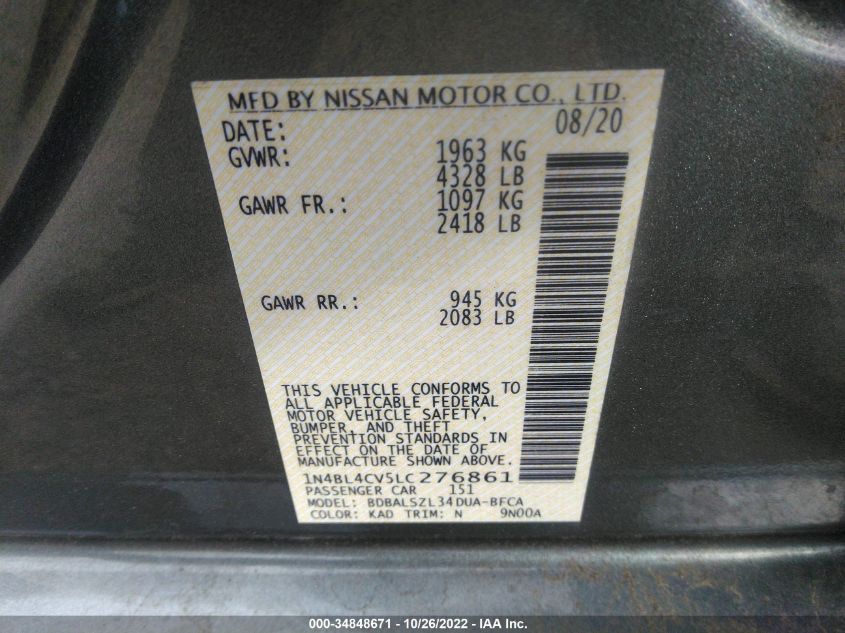 MFD BY NISSAN MOTOR CO., LTD.
DATE: 08/20
GVWR: 1963 KG
4328 LB
GAWR FR.: 1097 KG
2418 LB
GAWR RR.: 945 KG
2083 LB
THIS VEHICLE CONFORMS TO
ALL APPLICABLE FEDERAL
MOTOR VEHICLE SAFETY,
BUMPER, AND THEFT
PREVENTION STANDARDS IN
EFFECT ON THE DATE OF
MANUFACTURE SHOWN ABOVE.
1N4BL4CV5LC276861
PASSENGER CAR 151
MODEL: BDBALSZL34DUA-BFCA
COLOR: KAD TRIM: N 9N00A
000-34848671 - 10/26/2022 - IAA Inc.